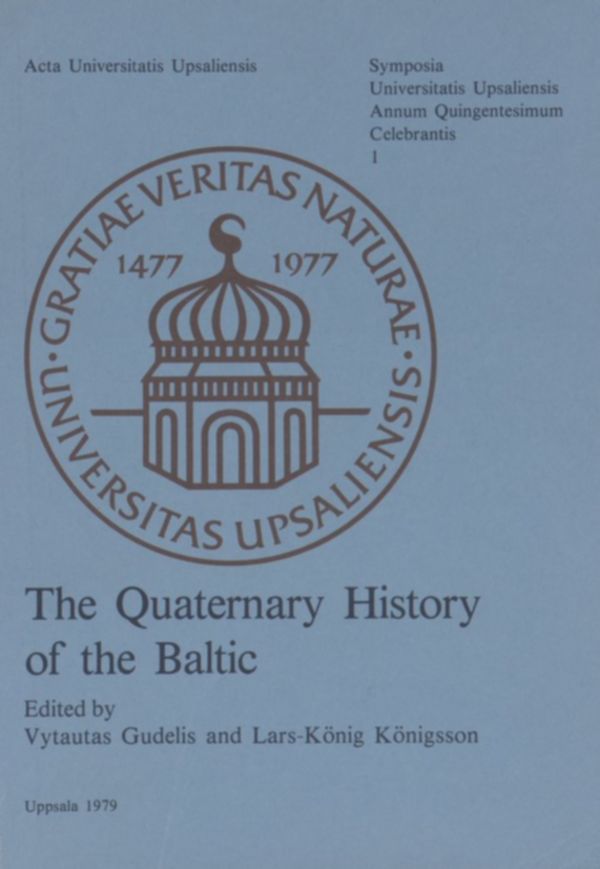 Acta Universitatis Upsaliensis
Symposia
Universitatis Upsaliensis
Annum Quingentesimum
Celebrantis
1
GRATIAE VERITAS NATURAE
1477 1977
UNIVERSITAS UPSALIENSIS
The Quaternary History
of the Baltic
Edited by
Vytautas Gudelis and Lars-König Königsson
Uppsala 1979